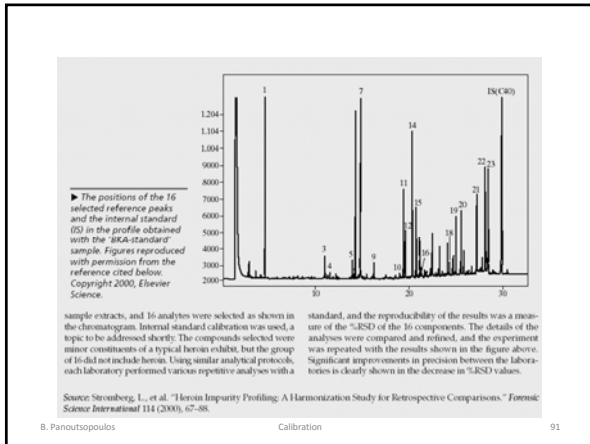 1.204
1.104
1.004
9000
8000
7000
6000
5000
4000
3000
2000
1
3
4
5
7
9
10
11
12
14
15
16
18
19
6
21
22
23
IS(C40)
10
20
30
▶ The positions of the 16
selected reference peaks
and the internal standard
(IS) in the profile obtained
with the 'BKA-standard'
sample. Figures reproduced
with permission from the
reference cited below.
Copyright 2000, Elsevier
Science.
sample extracts, and 16 analytes were selected as shown in
the chromatogram. Internal standard calibration was used, a
topic to be addressed shortly. The compounds selected were
minor constituents of a typical heroin exhibit, but the group
of 16 did not include heroin. Using similar analytical protocols,
each laboratory performed various repetitive analyses with a
standard, and the reproducibility of the results was a meas-
ure of the %RSD of the 16 components. The details of the
analyses were compared and refined, and the experiment
was repeated with the results shown in the figure above.
Significant improvements in precision between the labora-
tories is clearly shown in the decrease in %RSD values.
Source: Stromberg, L., et al. "Heroin Impurity Profiling: A Harmonization Study for Retrospective Comparisons." Forensic
Science International 114 (2000), 67–88.
B. Panoutsopoulos
Calibration
91